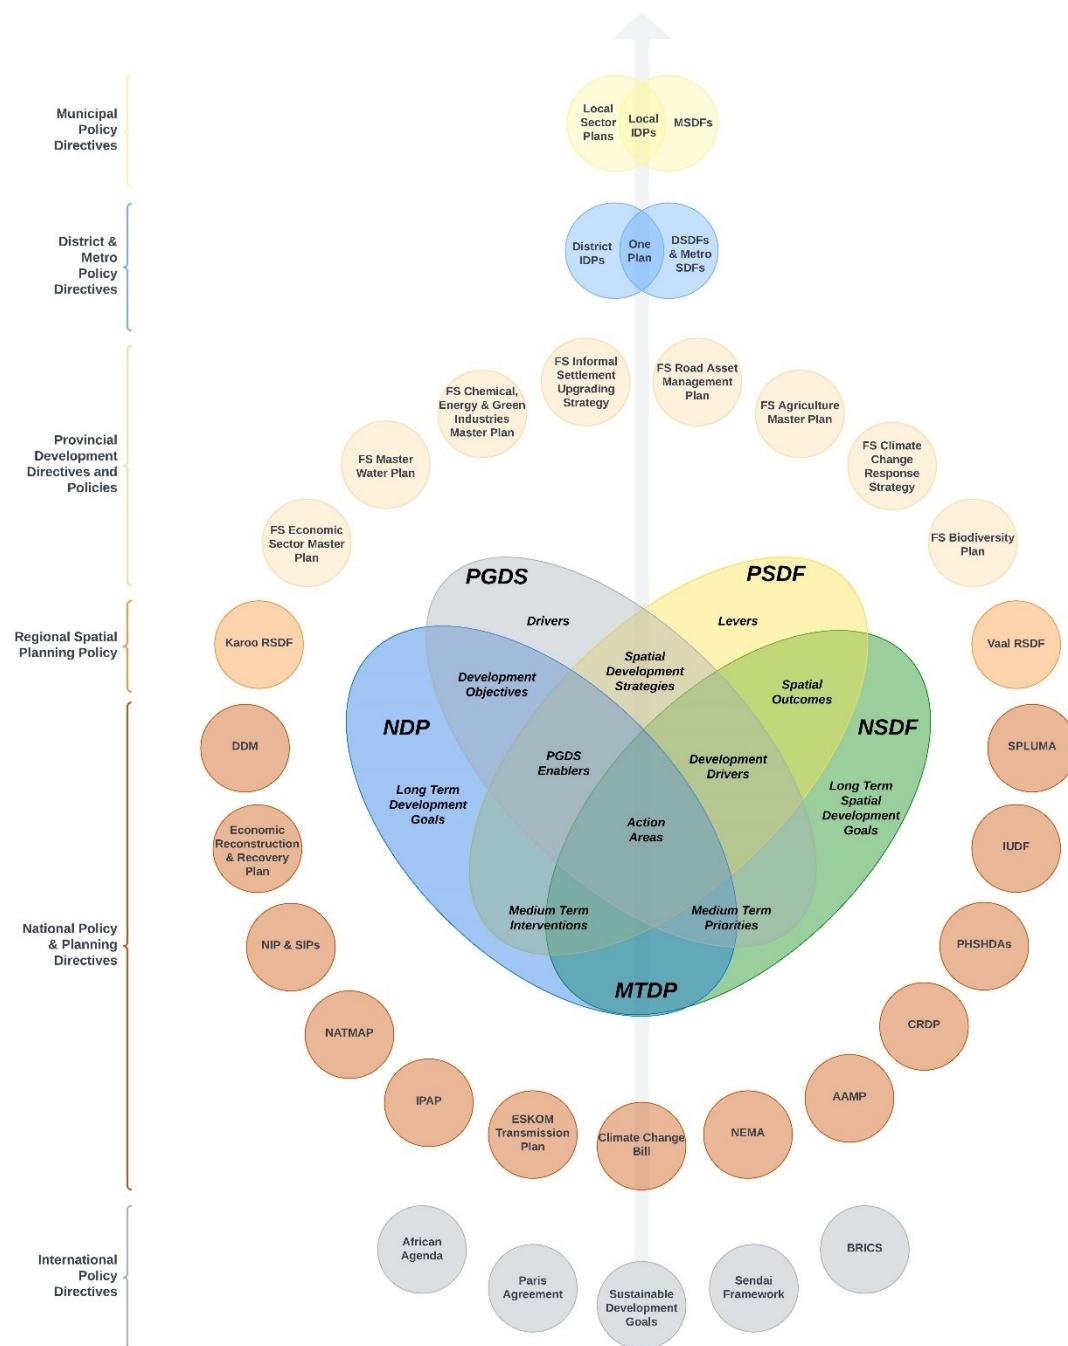 Municipal
Policy
Directives
Local
Sector
Plans
Local
IDPs
MSDFs
District &
Metro
Policy
Directives
District
IDPs
One
Plan
DSDFs
& Metro
SDFs
Provincial
Development
Directives and
Policies
FS Economic
Sector Master
Plan
FS Master
Water Plan
FS Chemical,
Energy & Green
Industries
Master Plan
FS Informal
Settlement
Upgrading
Strategy
FS Road Asset
Management
Plan
FS Agriculture
Master Plan
FS Climate
Change
Response
Strategy
FS Biodiversity
Plan
Regional Spatial
Planning Policy
Karoo RSDF
Vaal RSDF
PGDS
PSDF
Drivers
Levers
Spatial
Development
Strategies
Development
Objectives
Spatial
Outcomes
NDP
NSDF
PGDS
Enablers
Development
Drivers
Long Term
Development
Goals
Long Term
Spatial
Development
Goals
Action
Areas
Medium Term
Interventions
Medium Term
Priorities
MTDP
National Policy
& Planning
Directives
DDM
Economic
Reconstruction
& Recovery
Plan
NIP & SIPs
NATMAP
IPAP
ESKOM
Transmission
Plan
Climate Change
Bill
NEMA
AAMP
CRDP
PHSHDAs
IUDF
SPLUMA
International
Policy
Directives
African
Agenda
Paris
Agreement
Sustainable
Development
Goals
Sendai
Framework
BRICS